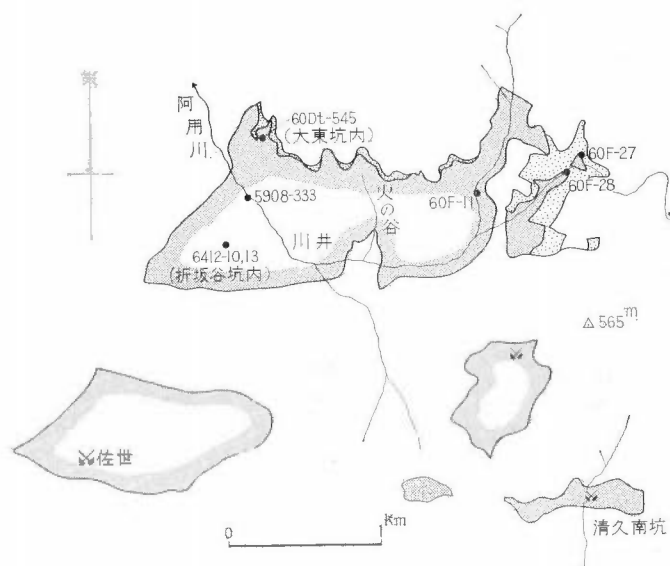 阿用川
60Dt-545
(大東坑内)
60F-27
60F-28
5908-333
火の谷
60F-11
川井
6412-10,13
(折坂谷坑内)
△565m
佐世
0 1 Km
清久南坑